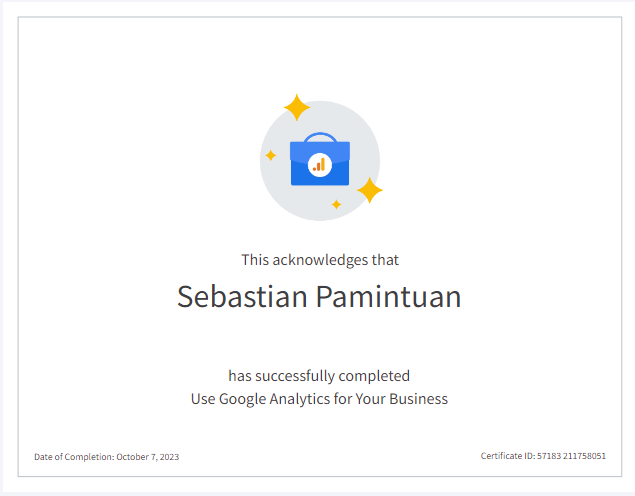 This acknowledges that
Sebastian Pamintuan
has successfully completed
Use Google Analytics for Your Business
Date of Completion: October 7, 2023
Certificate ID: 57183 211758051